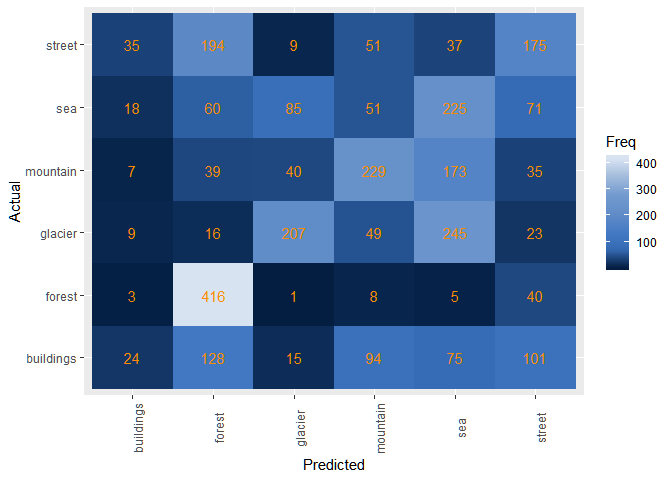 Actual
street 35 194 9 51 37 175
sea 18 60 85 51 225 71
mountain 7 39 40 229 173 35
glacier 9 16 207 49 245 23
forest 3 416 1 8 5 40
buildings 24 128 15 94 75 101
buildings forest glacier mountain sea street
Predicted
Freq
400
300
200
100